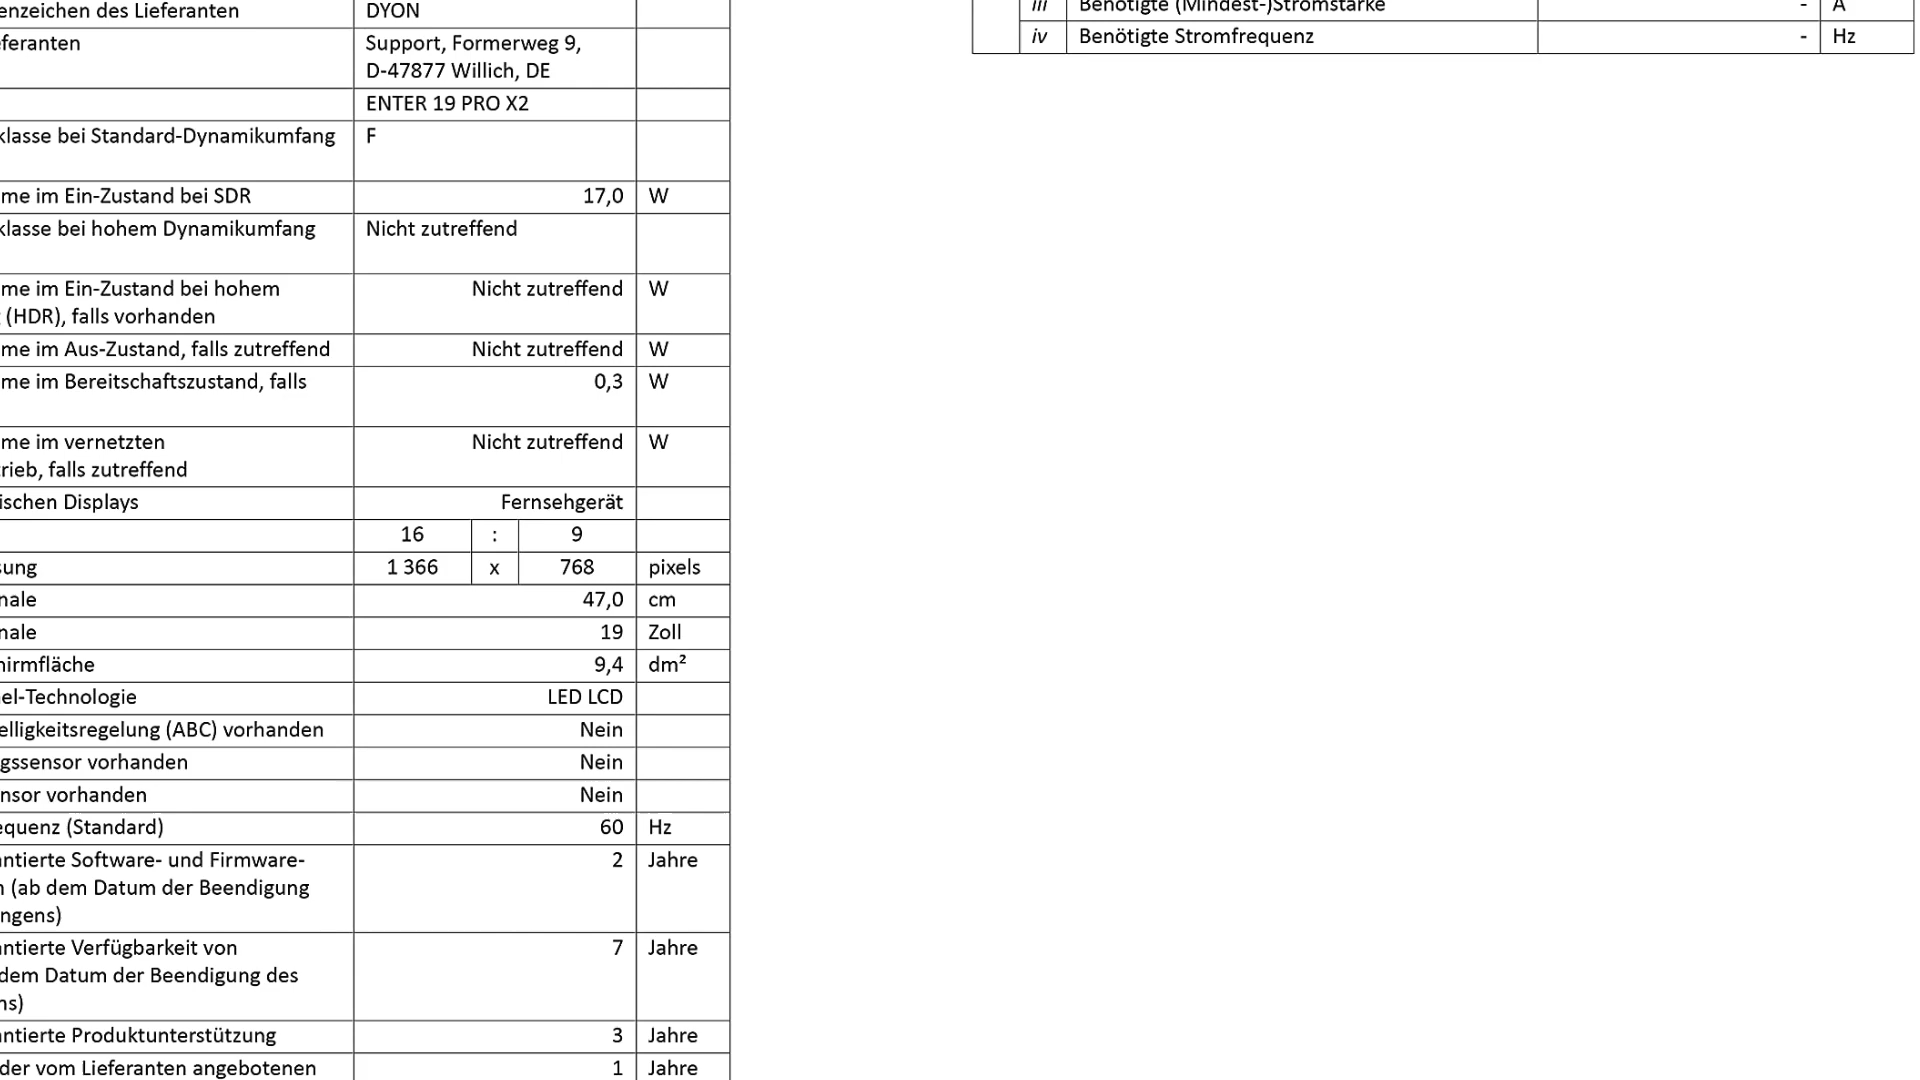 enzeichen des Lieferanten DYON
feranten Support, Formerweg 9,
D-47877 Willich, DE
ENTER 19 PRO X2
klasse bei Standard-Dynamikumfang F
me im Ein-Zustand bei SDR 17,0 W
klasse bei hohem Dynamikumfang Nicht zutreffend
me im Ein-Zustand bei hohem Nicht zutreffend W
(HDR), falls vorhanden
me im Aus-Zustand, falls zutreffend Nicht zutreffend W
me im Bereitschaftszustand, falls 0,3 W
me im vernetzten Nicht zutreffend W
rieb, falls zutreffend
ischen Displays Fernsehgerät
16 : 9
sung 1 366 x 768 pixels
nale 47,0 cm
nale 19 Zoll
hirmfläche 9,4 dm²
el-Technologie LED LCD
elligkeitsregelung (ABC) vorhanden Nein
gssensor vorhanden Nein
nsor vorhanden Nein
equenz (Standard) 60 Hz
antierte Software- und Firmware- 2 Jahre
n (ab dem Datum der Beendigung
ngens)
antierte Verfügbarkeit von 7 Jahre
dem Datum der Beendigung des
ns)
antierte Produktunterstützung 3 Jahre
der vom Lieferanten angebotenen 1 Jahre
iii Benötigte (Mindest-)Stromstärke - A
iv Benötigte Stromfrequenz - Hz